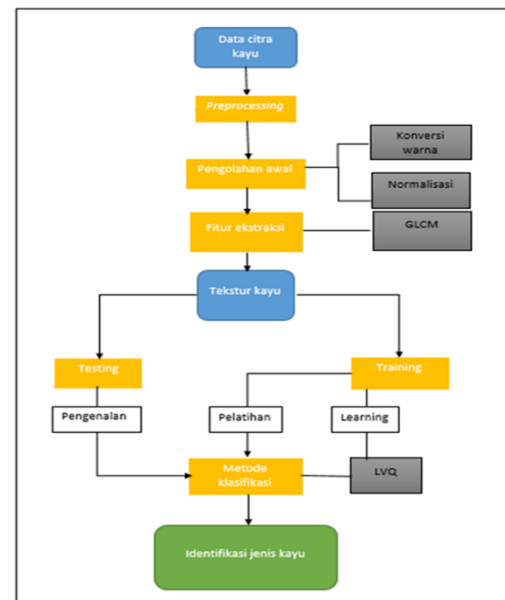 Data citra
kayu
Preprocessing
Konversi
warna
Pengolahan awal
Normalisasi
Fitur ekstraksi
GLCM
Tekstur kayu
Testing
Training
Pengenalan
Pelatihan
Learning
Metode
klasifikasi
LVQ
Identifikasi jenis kayu